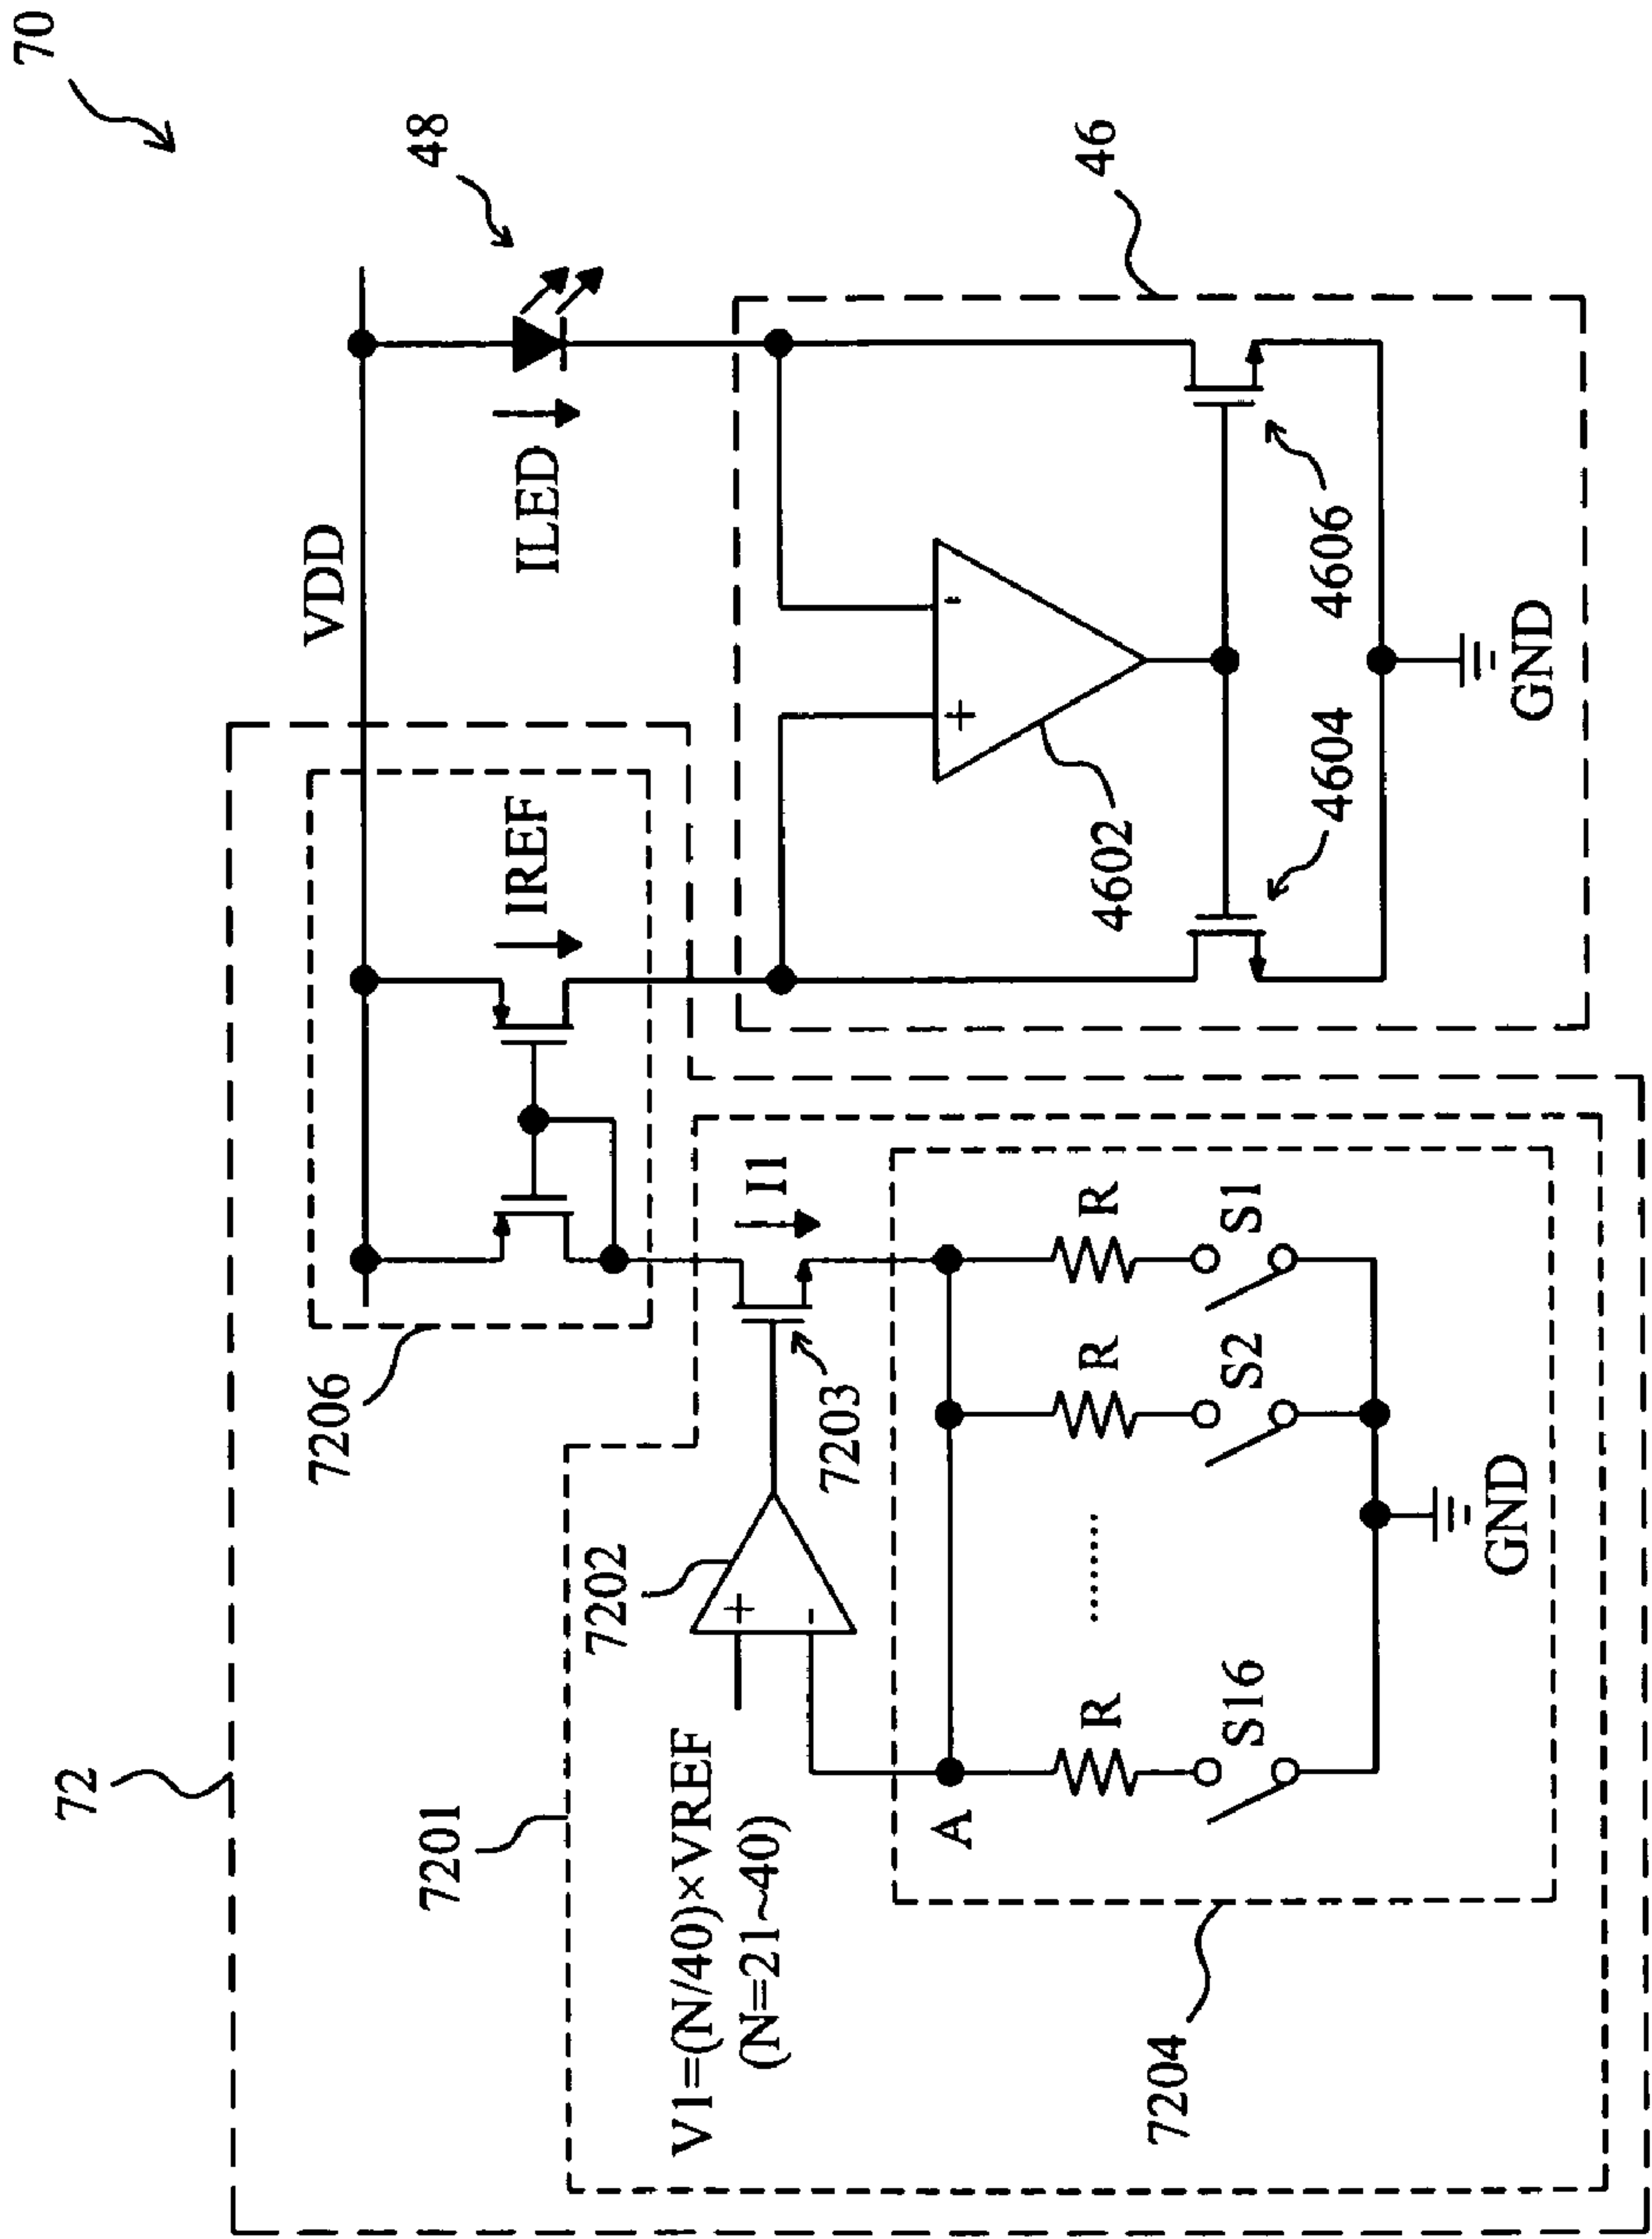 70
72
7206
VDD
48
IREF
ILED
7201
7202
V1=(N/40)×VREF
(N=21~40)
+
-
7203
I1
46
+
-
4602
4604
4606
GND
A
R
R
R
S16
........
S2
S1
7204
GND